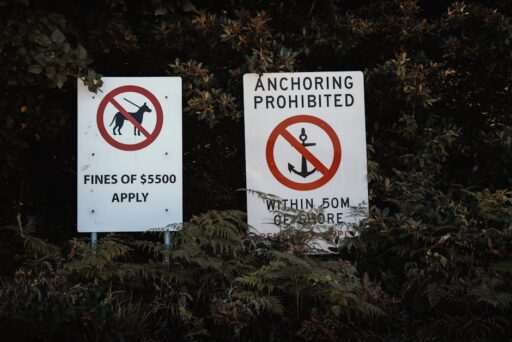 FINES OF $5500
APPLY
ANCHORING
PROHIBITED
WITHIN 50M
OF SHORE